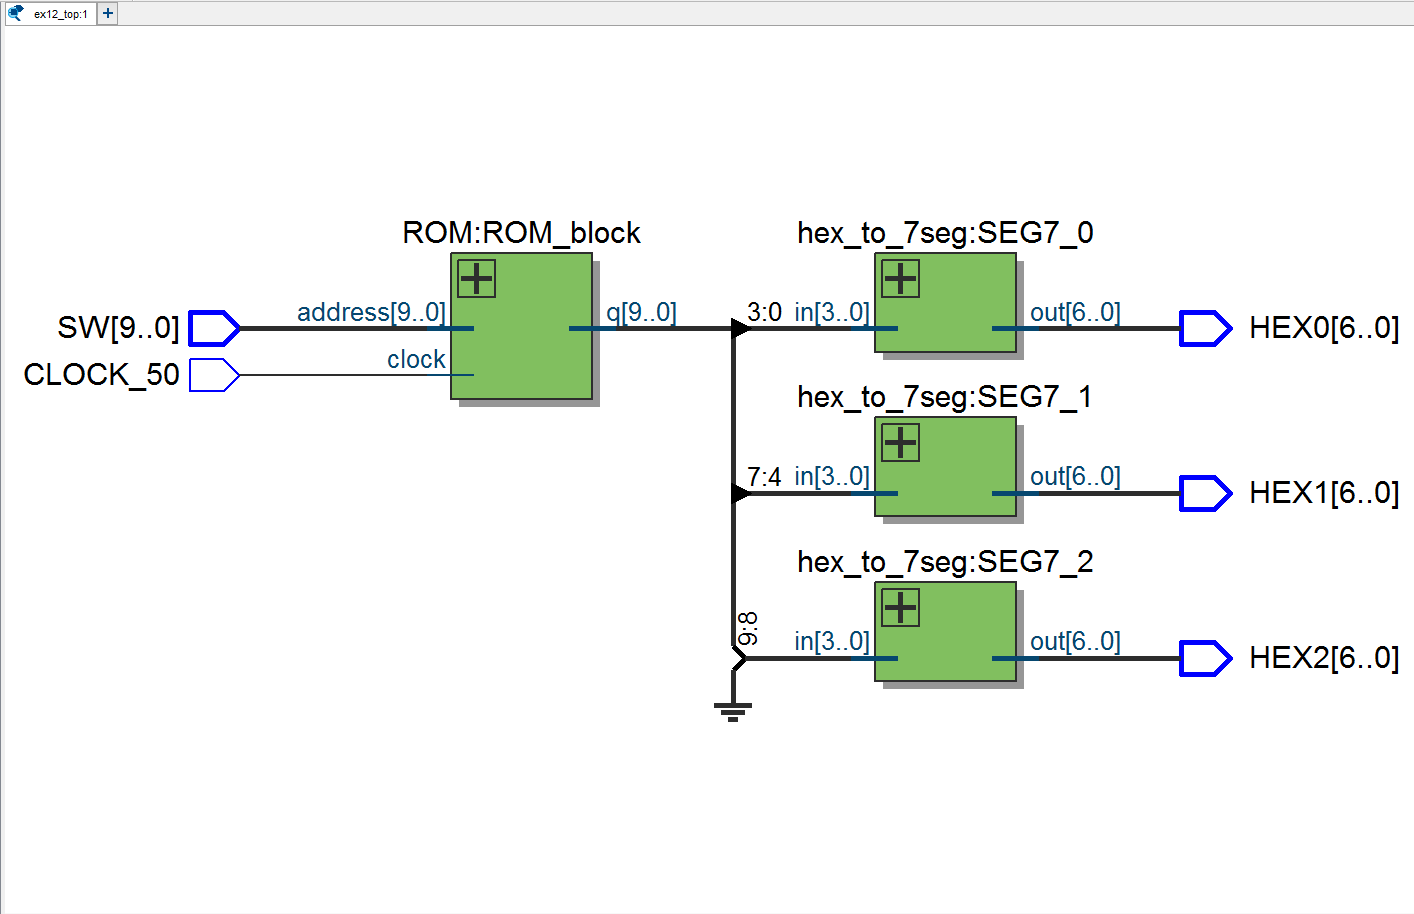 ex12_top:1
ROM:ROM_block
hex_to_7seg:SEG7_0
SW[9..0]
address[9..0]
q[9..0]
3:0
in[3..0]
out[6..0]
HEX0[6..0]
CLOCK_50
clock
hex_to_7seg:SEG7_1
7:4
in[3..0]
out[6..0]
HEX1[6..0]
hex_to_7seg:SEG7_2
9:8
in[3..0]
out[6..0]
HEX2[6..0]